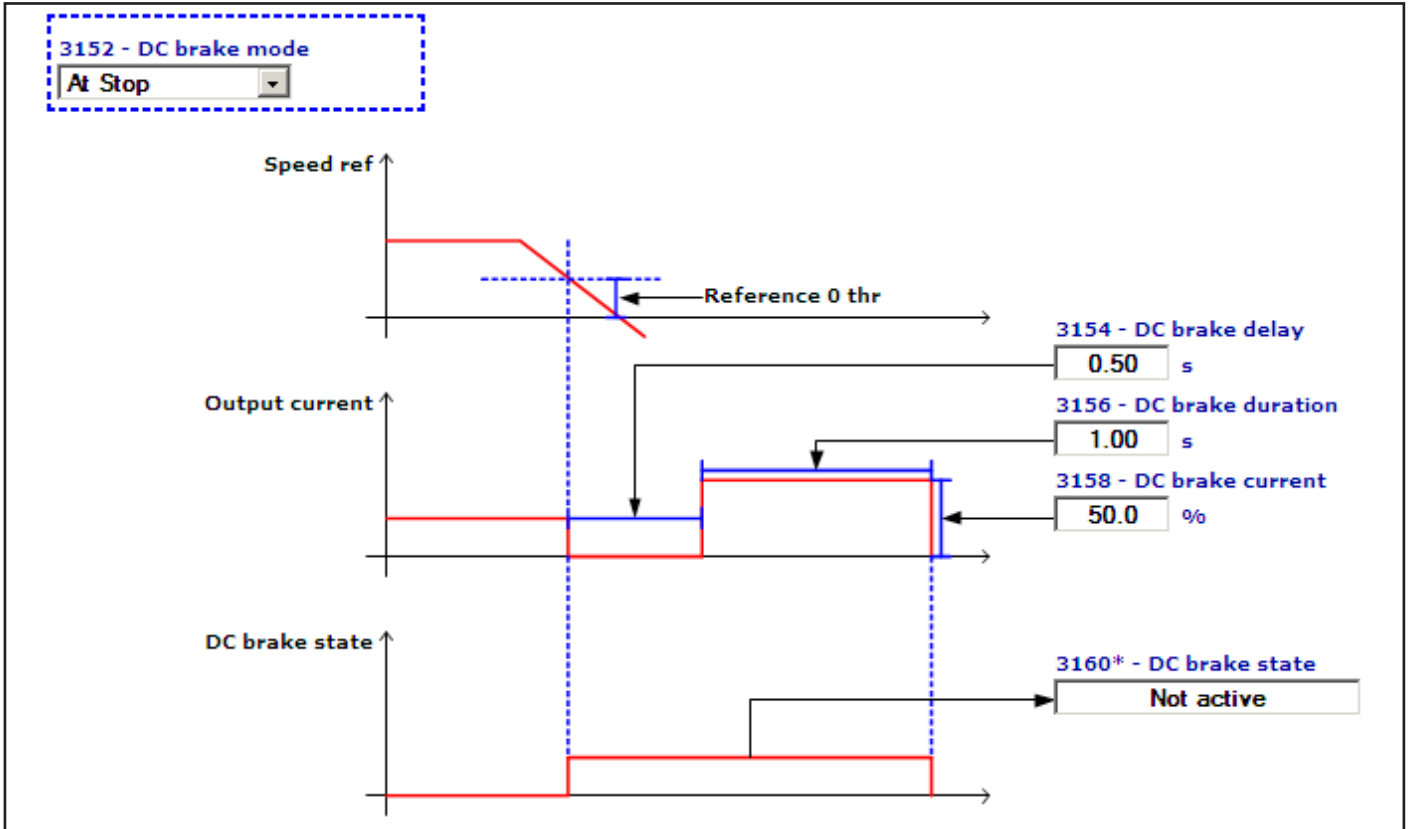 3152 - DC brake mode
At Stop
Speed ref
Reference 0 thr
3154 - DC brake delay
0.50 s
Output current
3156 - DC brake duration
1.00 s
3158 - DC brake current
50.0 %
DC brake state
3160* - DC brake state
Not active